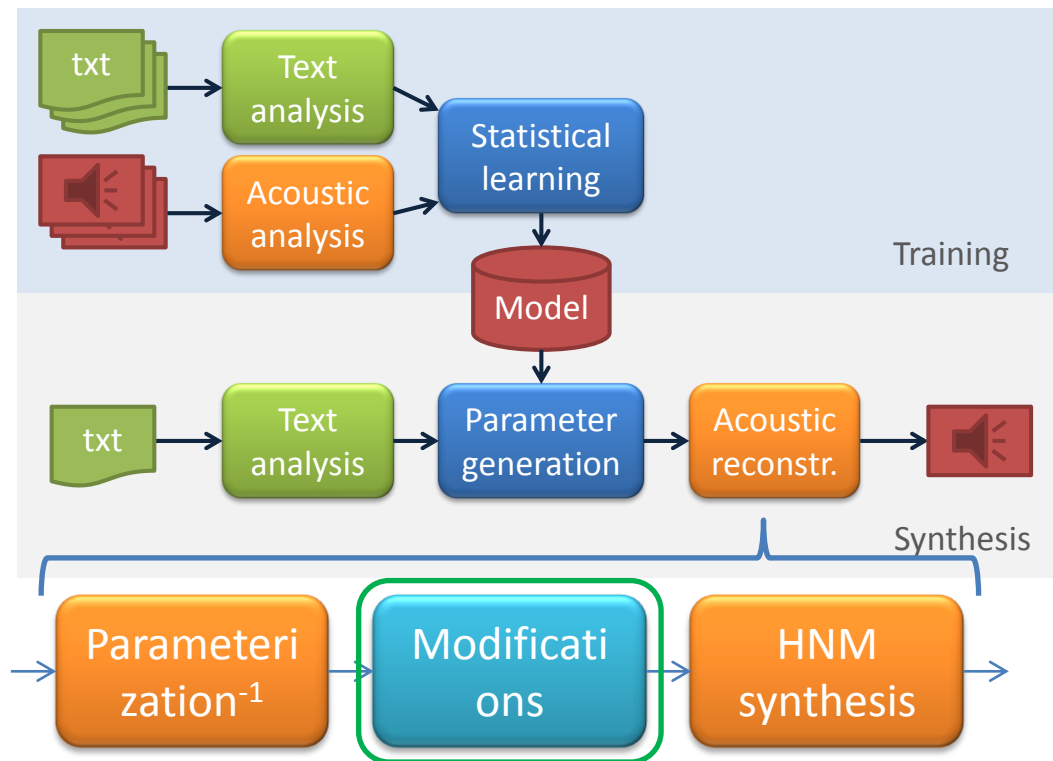 txt
Text
analysis
Statistical
learning
Acoustic
analysis
Training
Model
txt
Text
analysis
Parameter
generation
Acoustic
reconstr.
Synthesis
Parameteri
zation⁻¹
Modificati
ons
HNM
synthesis